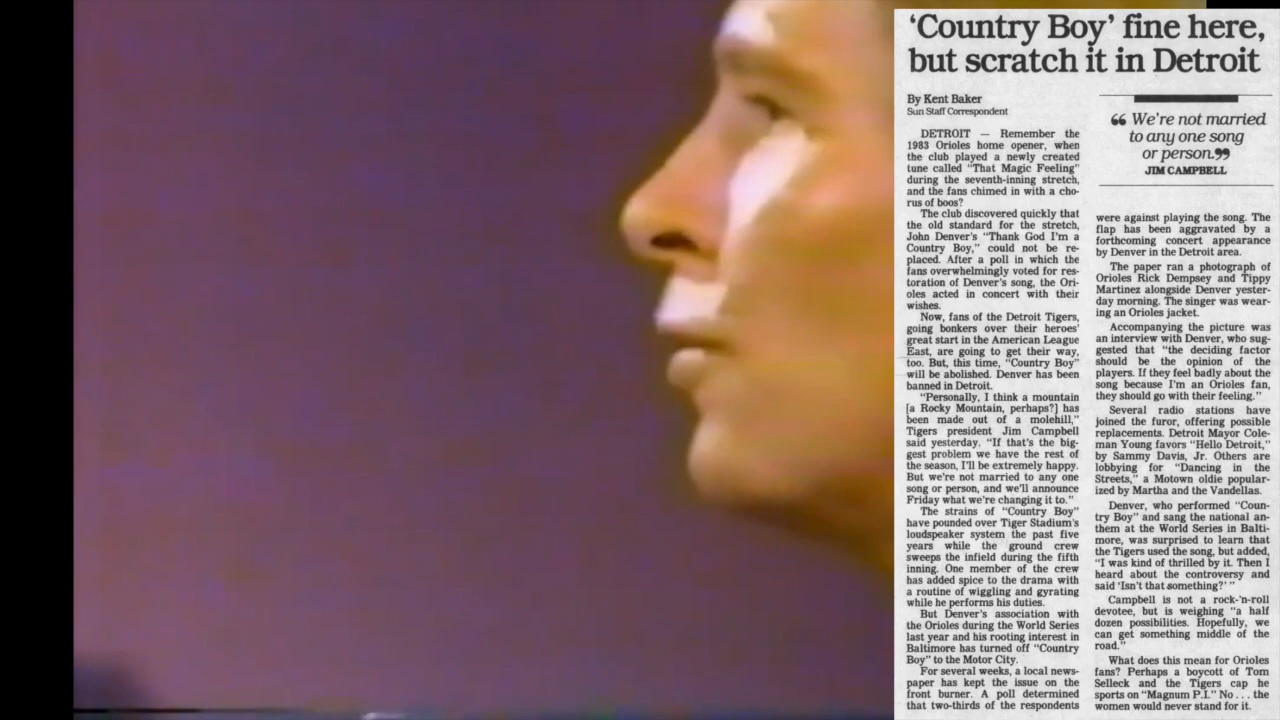 ‘Country Boy’ fine here,
but scratch it in Detroit
By Kent Baker
Sun Staff Correspondent
DETROIT — Remember the
1983 Orioles home opener, when
the club played a newly created
tune called “That Magic Feeling”
during the seventh-inning stretch,
and the fans chimed in with a cho-
rus of boos?
The club discovered quickly that
the old standard for the stretch,
John Denver’s “Thank God I’m a
Country Boy,” could not be re-
placed. After a poll in which the
fans overwhelmingly voted for res-
toration of Denver’s song, the Ori-
oles acted in concert with their
wishes.
Now, fans of the Detroit Tigers,
going bonkers over their heroes’
great start in the American League
East, are going to get their way,
too. But, this time, “Country Boy”
will be abolished. Denver has been
banned in Detroit.
“Personally, I think a mountain
[a Rocky Mountain, perhaps?] has
been made out of a molehill,”
Tigers president Jim Campbell
said yesterday. “If that’s the big-
gest problem we have the rest of
the season, I’ll be extremely happy.
But we’re not married to any one
song or person, and we’ll announce
Friday what we’re changing it to.”
The strains of “Country Boy”
have pounded over Tiger Stadium’s
loudspeaker system the past five
years while the ground crew
sweeps the infield during the fifth
inning. One member of the crew
has added spice to the drama with
a routine of wiggling and gyrating
while he performs his duties.
But Denver’s association with
the Orioles during the World Series
last year and his rooting interest in
Baltimore has turned off “Country
Boy” to the Motor City.
For several weeks, a local news-
paper has kept the issue on the
front burner. A poll determined
that two-thirds of the respondents
“ We’re not married
to any one song
or person.”
JIM CAMPBELL
were against playing the song. The
flap has been aggravated by a
forthcoming concert appearance
by Denver in the Detroit area.
The paper ran a photograph of
Orioles Rick Dempsey and Tippy
Martinez alongside Denver yester-
day morning. The singer was wear-
ing an Orioles jacket.
Accompanying the picture was
an interview with Denver, who sug-
gested that “the deciding factor
should be the opinion of the
players. If they feel badly about the
song because I’m an Orioles fan,
they should go with their feeling.”
Several radio stations have
joined the furor, offering possible
replacements. Detroit Mayor Cole-
man Young favors “Hello Detroit,”
by Sammy Davis, Jr. Others are
lobbying for “Dancing in the
Streets,” a Motown oldie popular-
ized by Martha and the Vandellas.
Denver, who performed “Coun-
try Boy” and sang the national an-
them at the World Series in Balti-
more, was surprised to learn that
the Tigers used the song, but added,
“I was kind of thrilled by it. Then I
heard about the controversy and
said ‘Isn’t that something?’ ”
Campbell is not a rock-’n-roll
devotee, but is weighing “a half
dozen possibilities. Hopefully, we
can get something middle of the
road.”
What does this mean for Orioles
fans? Perhaps a boycott of Tom
Selleck and the Tigers cap he
sports on “Magnum P.I.” No . . . the
women would never stand for it.